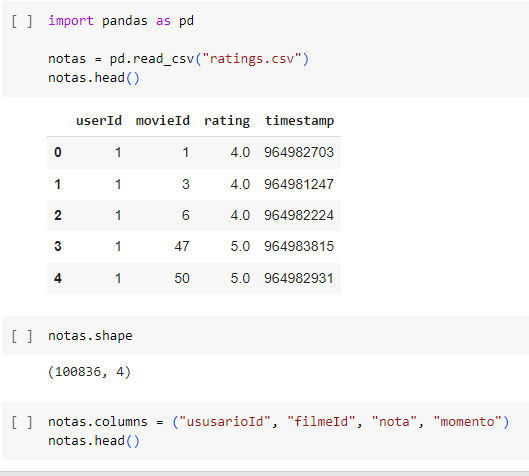 [ ] import pandas as pd
notas = pd.read_csv("ratings.csv")
notas.head()
userId movieId rating timestamp
0 1 1 4.0 964982703
1 1 3 4.0 964981247
2 1 6 4.0 964982224
3 1 47 5.0 964983815
4 1 50 5.0 964982931
[ ] notas.shape
(100836, 4)
[ ] notas.columns = ("ususarioId", "filmeId", "nota", "momento")
notas.head()